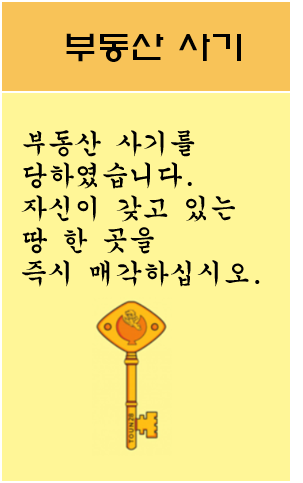 부동산 사기
부동산 사기를
당하였습니다.
자신이 갖고 있는
땅 한 곳을
즉시 매각하십시오.